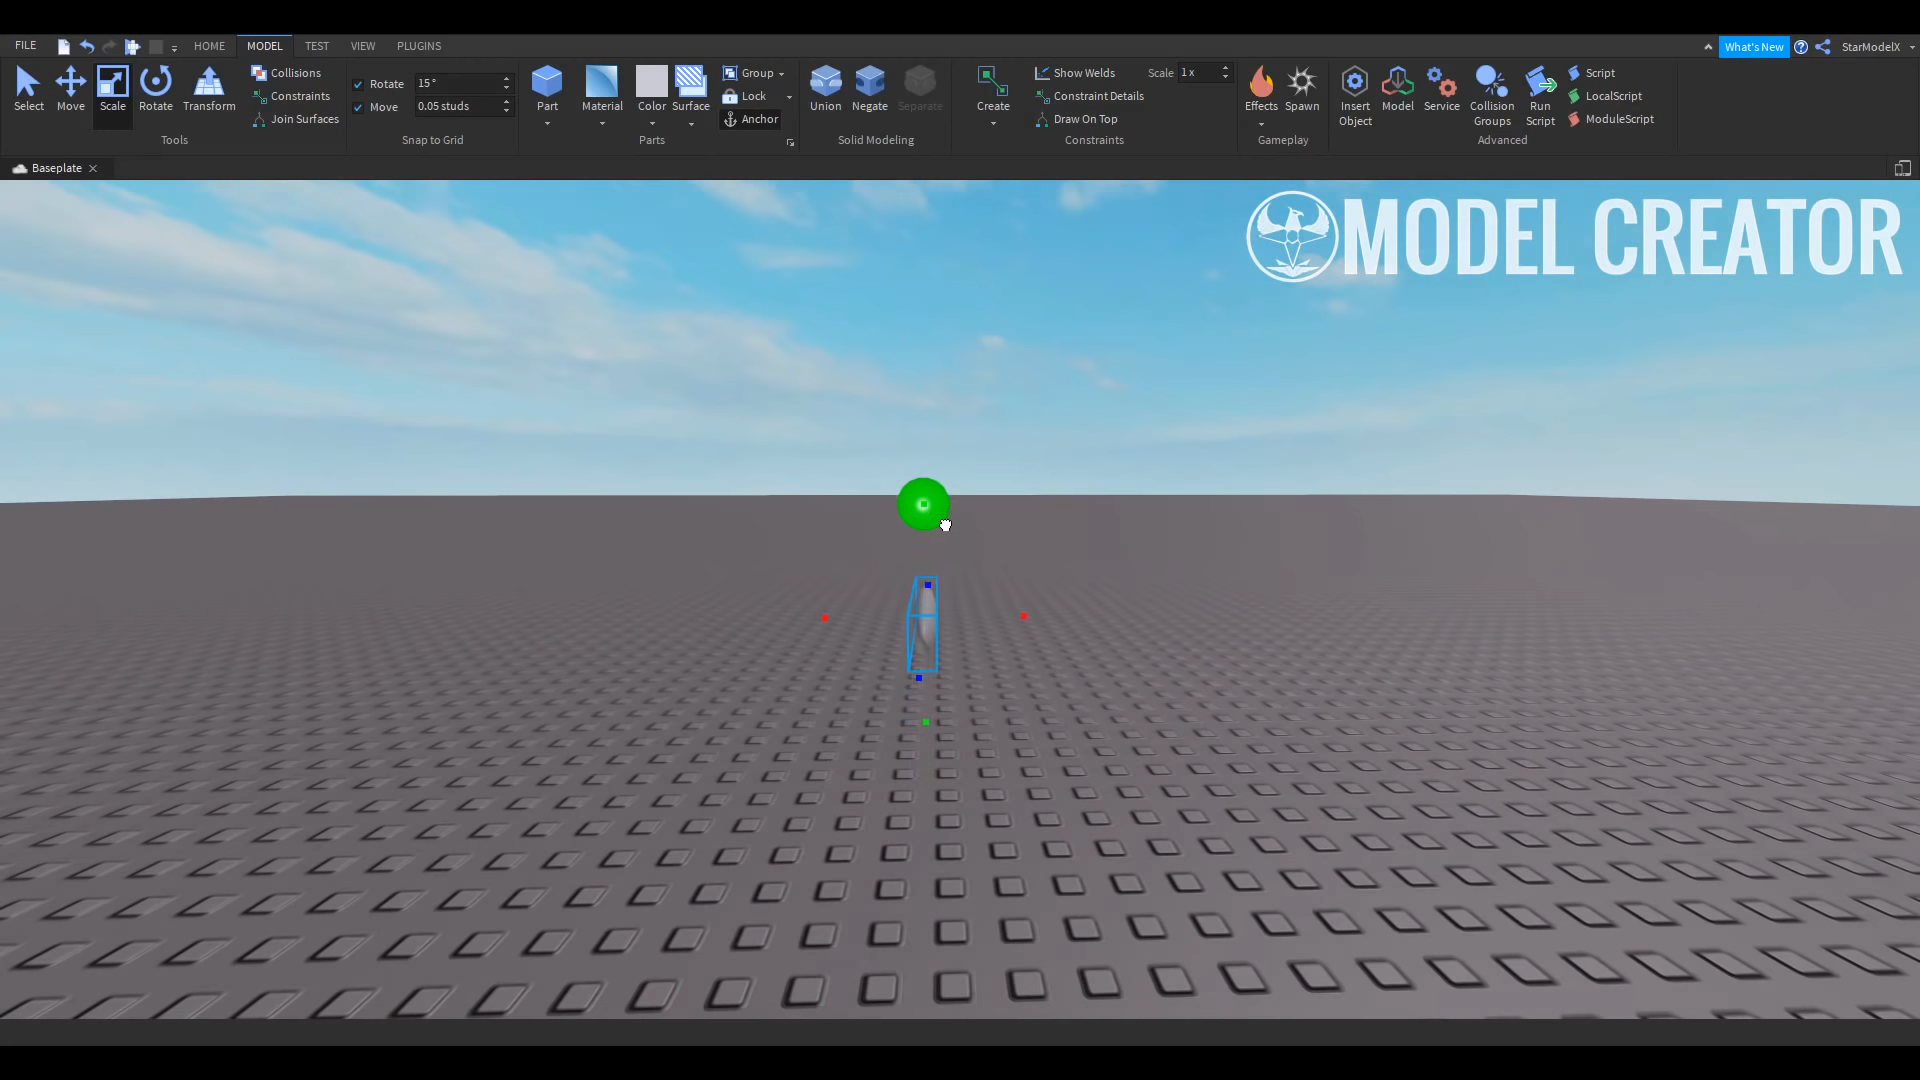 FILE HOME MODEL TEST VIEW PLUGINS What's New StarModelX
Select Move Scale Rotate Transform
Collisions
Constraints
Join Surfaces
Tools
Rotate 15°
Move 0.05 studs
Snap to Grid
Part Material Color Surface
Group
Lock
Anchor
Parts
Union Negate Separate
Solid Modeling
Create
Show Welds Scale 1 x
Constraint Details
Draw On Top
Constraints
Effects Spawn
Gameplay
Insert Object Model Service Collision Groups Run Script
Script
LocalScript
ModuleScript
Advanced
Baseplate
MODEL CREATOR